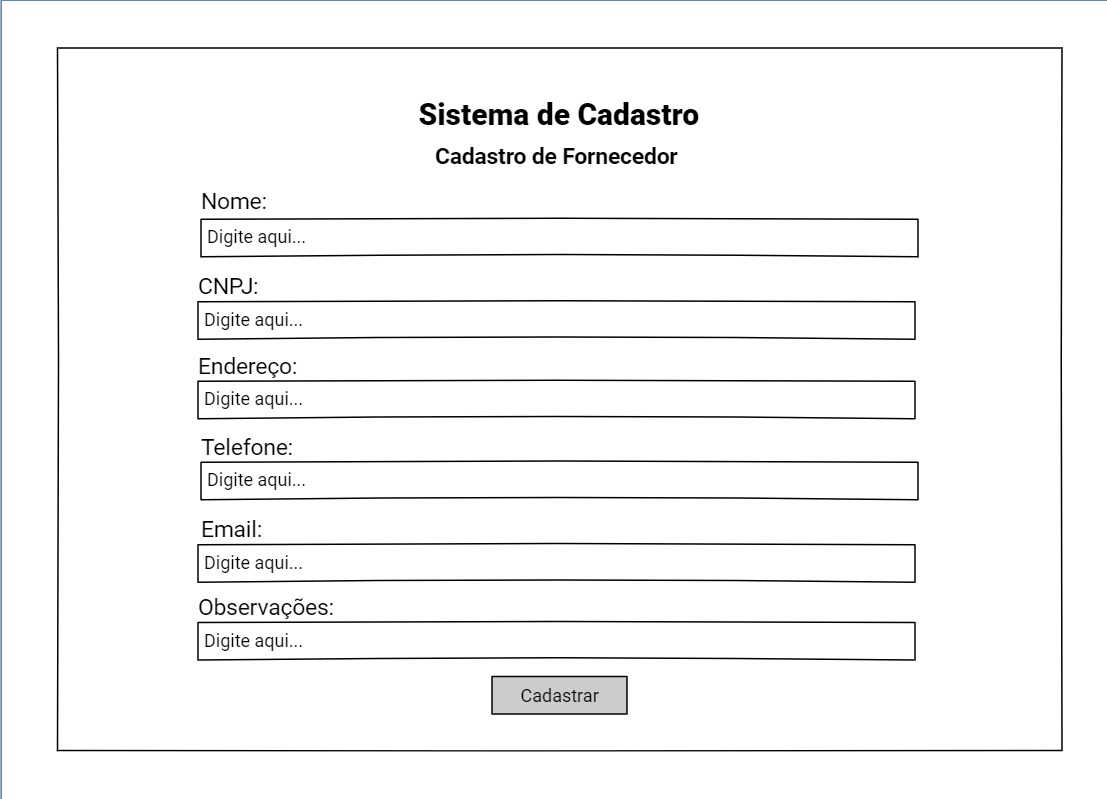 Sistema de Cadastro
Cadastro de Fornecedor
Nome:
Digite aqui...
CNPJ:
Digite aqui...
Endereço:
Digite aqui...
Telefone:
Digite aqui...
Email:
Digite aqui...
Observações:
Digite aqui...
Cadastrar